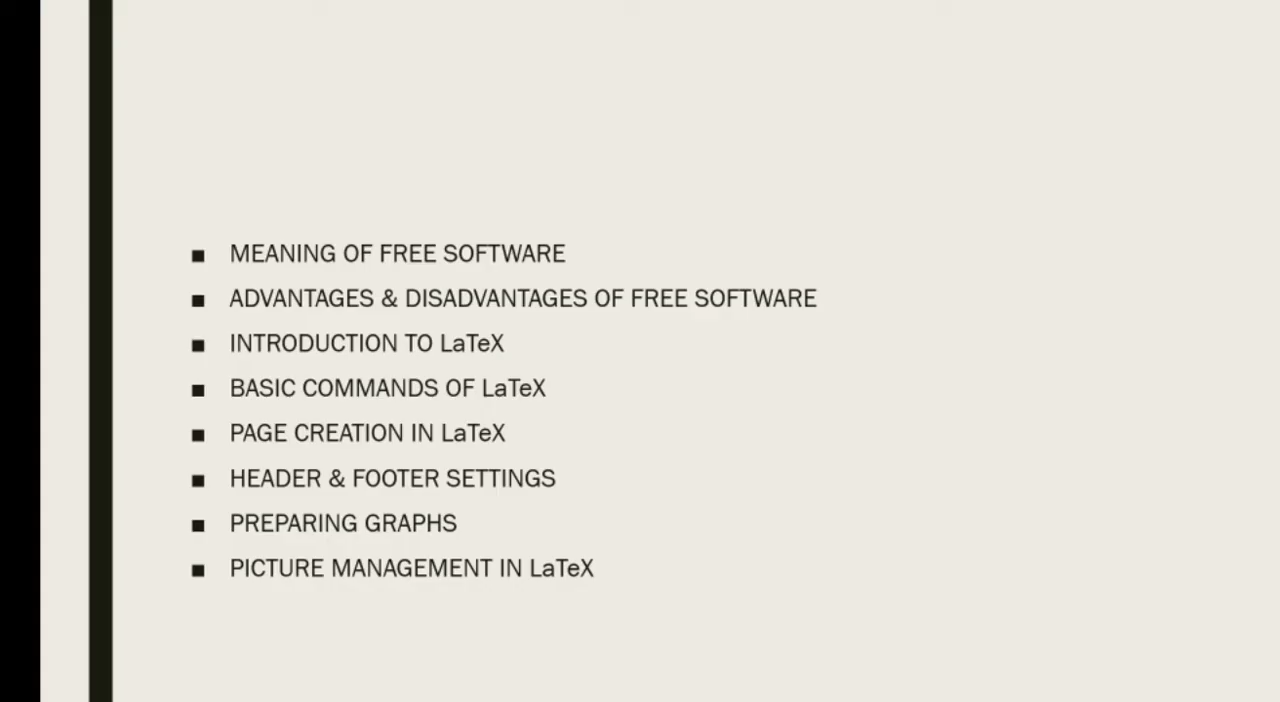 ■ MEANING OF FREE SOFTWARE
■ ADVANTAGES & DISADVANTAGES OF FREE SOFTWARE
■ INTRODUCTION TO LaTeX
■ BASIC COMMANDS OF LaTeX
■ PAGE CREATION IN LaTeX
■ HEADER & FOOTER SETTINGS
■ PREPARING GRAPHS
■ PICTURE MANAGEMENT IN LaTeX